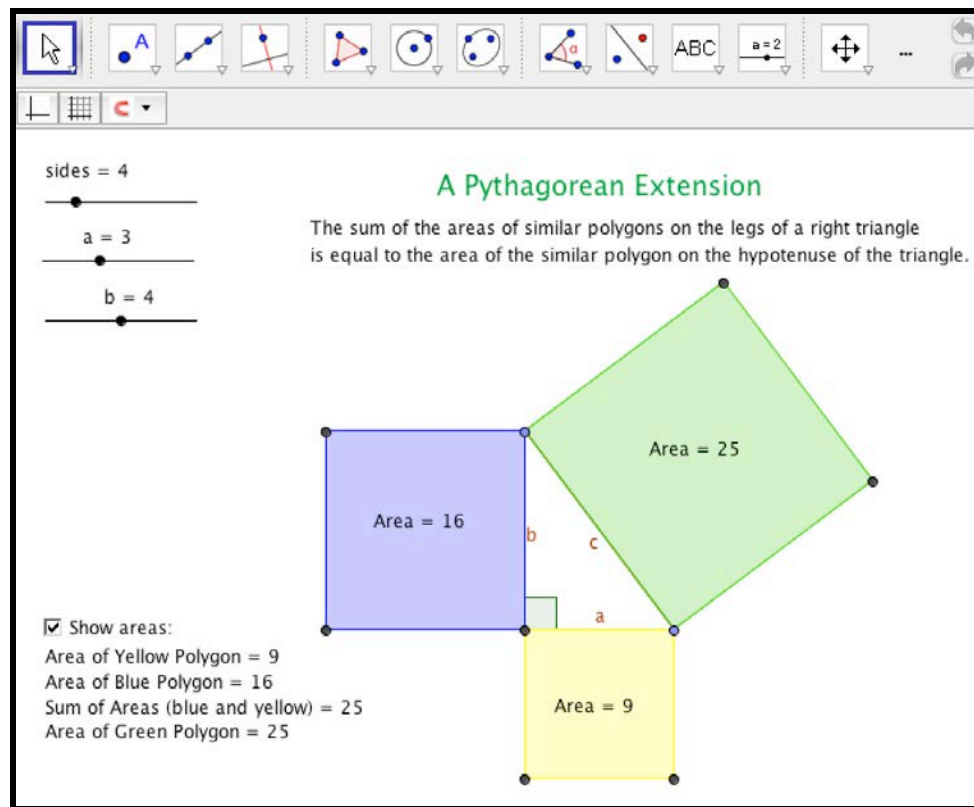 A
α
ABC
a=2
...
sides = 4
a = 3
b = 4
A Pythagorean Extension
The sum of the areas of similar polygons on the legs of a right triangle
is equal to the area of the similar polygon on the hypotenuse of the triangle.
Area = 25
Area = 16
b
c
a
Area = 9
Show areas:
Area of Yellow Polygon = 9
Area of Blue Polygon = 16
Sum of Areas (blue and yellow) = 25
Area of Green Polygon = 25